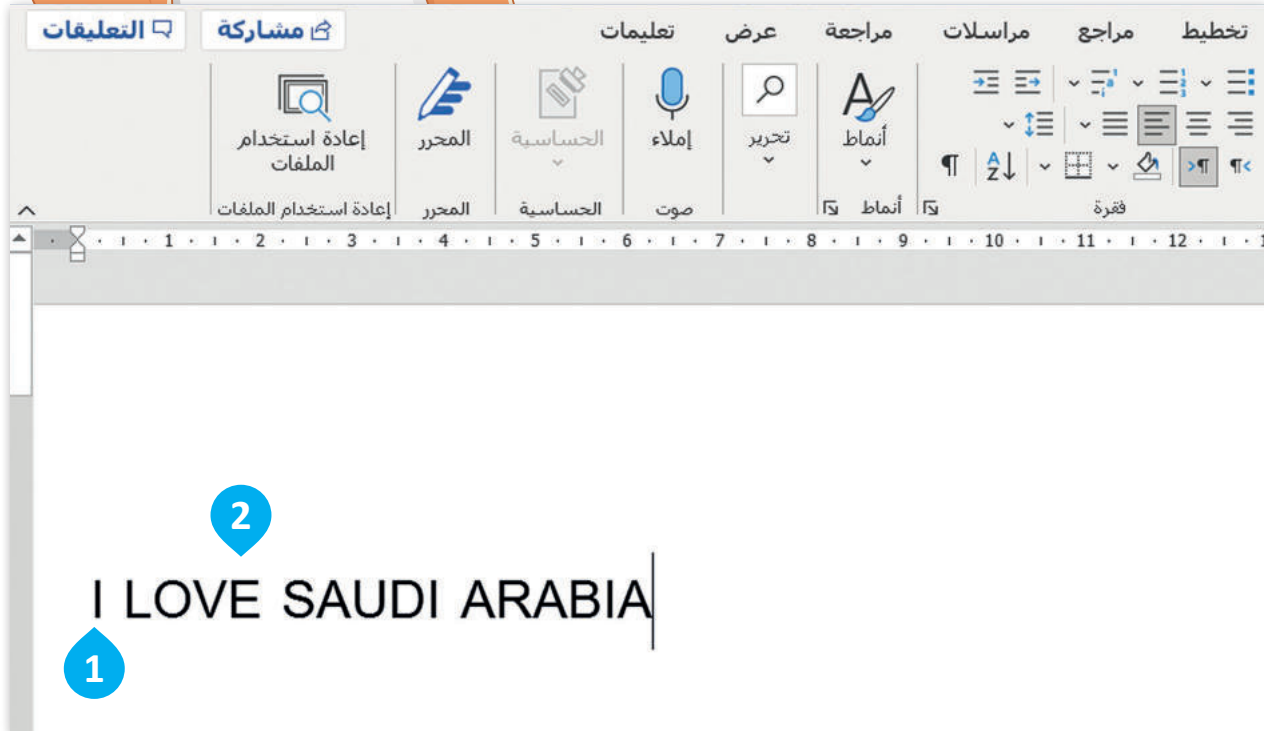 تخطيط مراجع مراسلات مراجعة عرض تعليمات مشاركة التعليقات
أنماط تحرير إملاء الحساسية المحرر إعادة استخدام الملفات
فقرة أنماط صوت الحساسية المحرر إعادة استخدام الملفات
1 2 3 4 5 6 7 8 9 10 11 12
2
I LOVE SAUDI ARABIA
1